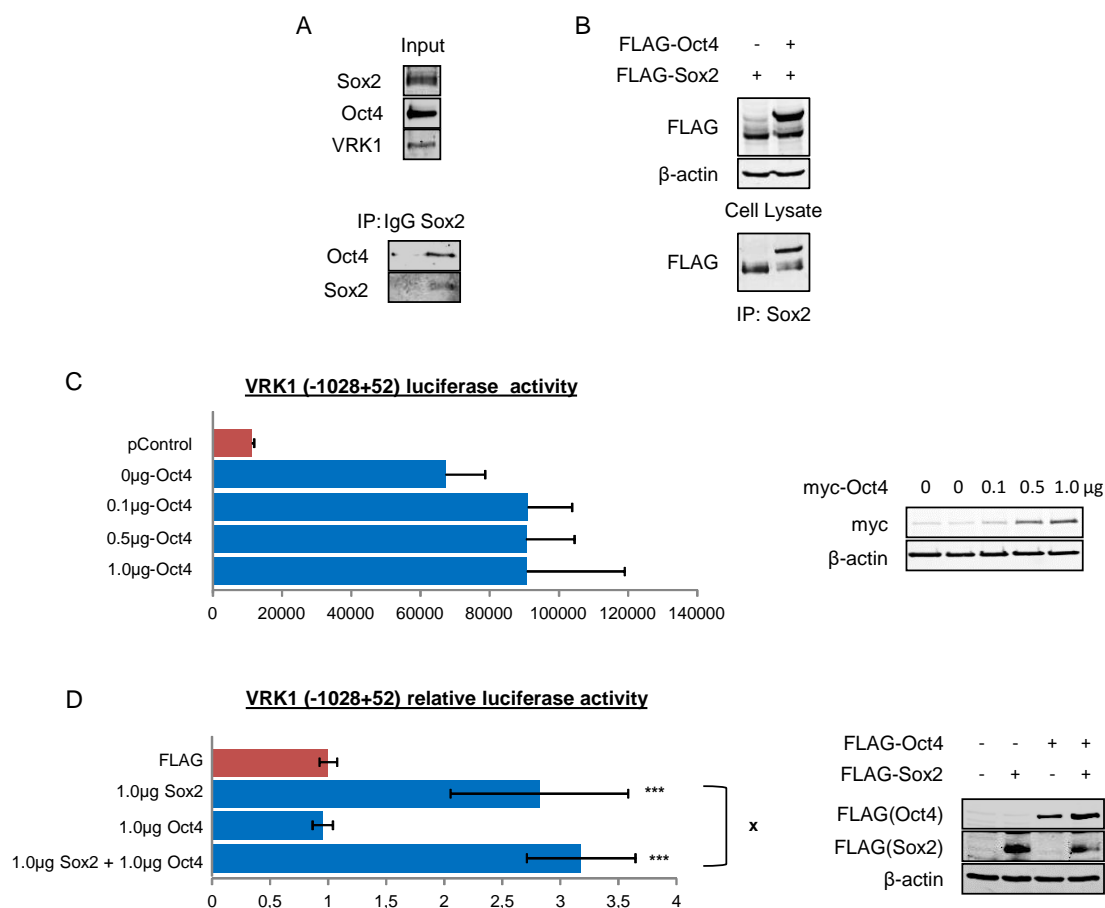 A
Input
Sox2
Oct4
VRK1
IP: IgG Sox2
Oct4
Sox2
B
FLAG-Oct4 - +
FLAG-Sox2 + +
FLAG
β-actin
Cell Lysate
FLAG
IP: Sox2
C
VRK1 (-1028+52) luciferase activity
pControl
0µg-Oct4
0.1µg-Oct4
0.5µg-Oct4
1.0µg-Oct4
0 20000 40000 60000 80000 100000 120000 140000
myc-Oct4 0 0 0.1 0.5 1.0 µg
myc
β-actin
D
VRK1 (-1028+52) relative luciferase activity
FLAG
1.0µg Sox2 ***
1.0µg Oct4
x
1.0µg Sox2 + 1.0µg Oct4 ***
0 0,5 1 1,5 2 2,5 3 3,5 4
FLAG-Oct4 - - + +
FLAG-Sox2 - + - +
FLAG(Oct4)
FLAG(Sox2)
β-actin